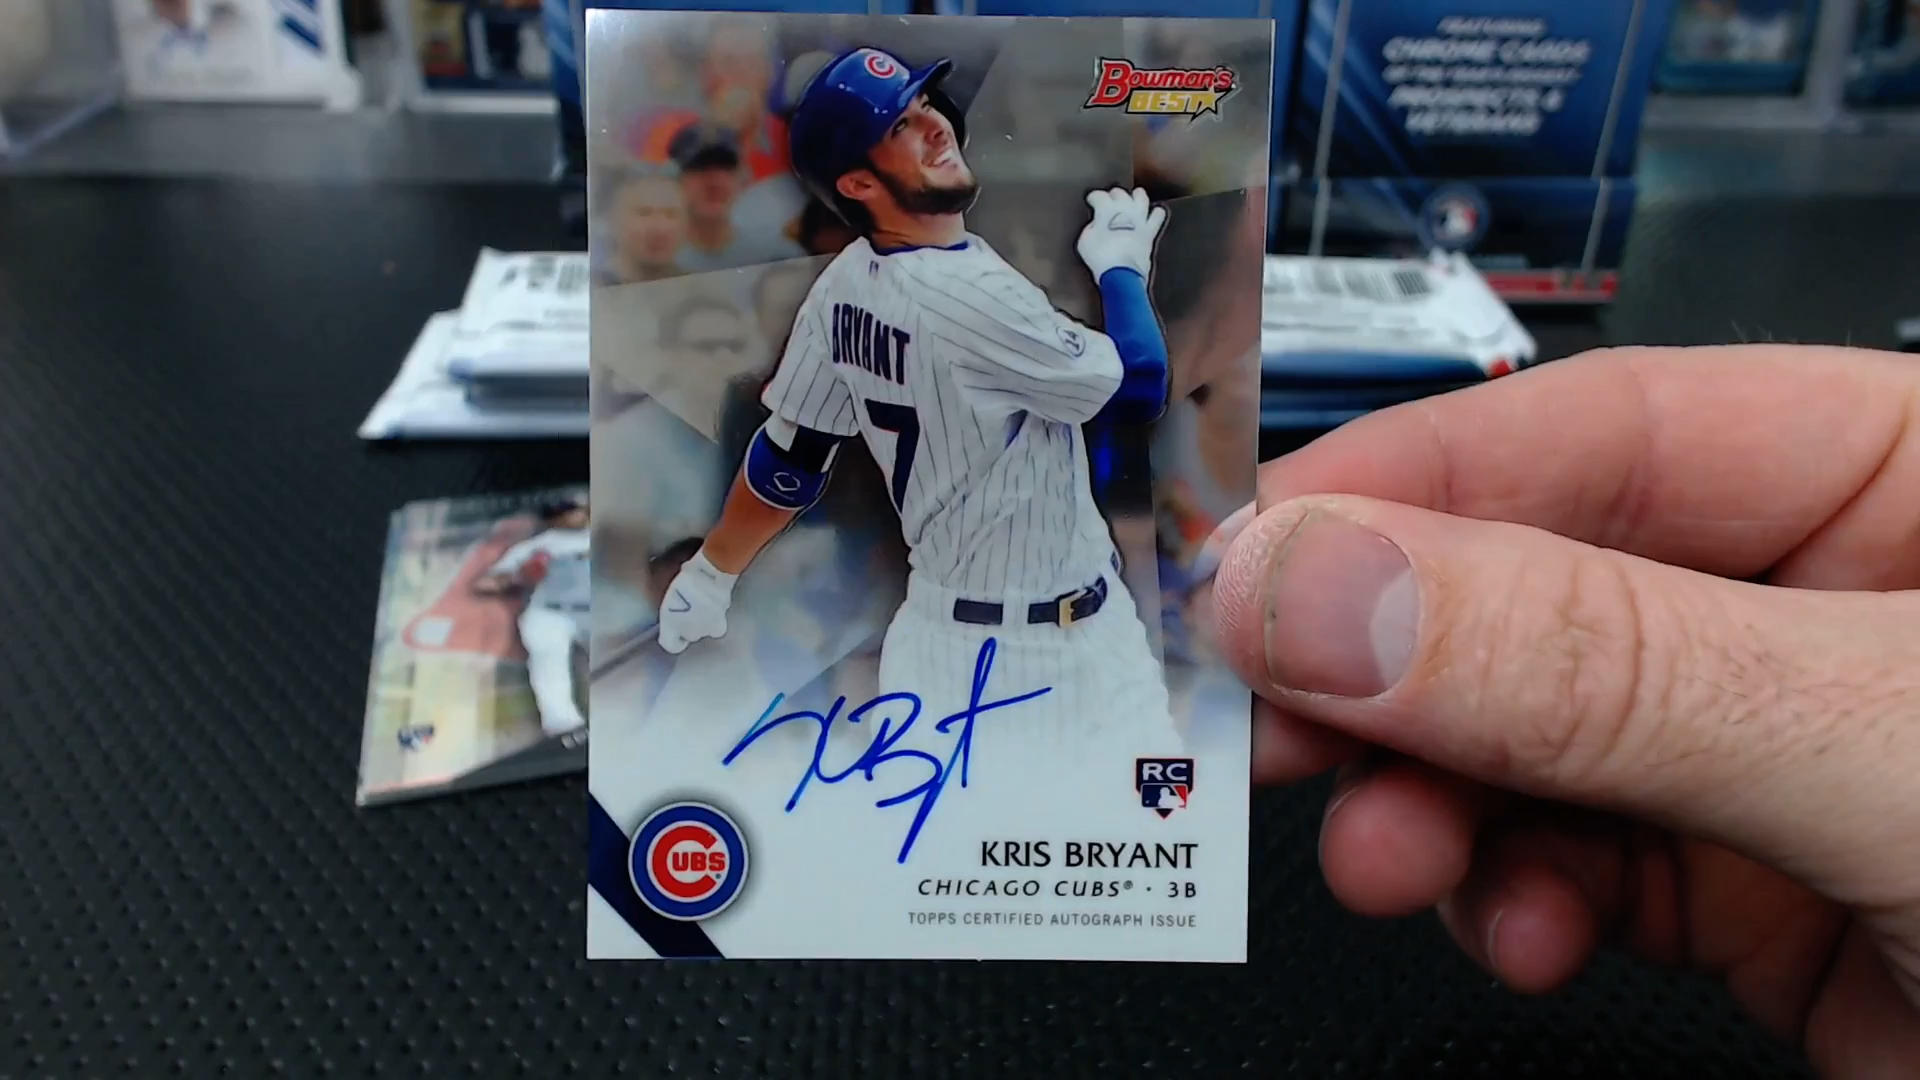 FEATURING
CHROME CARDS
PROSPECTS &
VETERANS
Bowman's
BEST
C
BRYANT
7
14
RC
CUBS
KRIS BRYANT
CHICAGO CUBS® · 3B
TOPPS CERTIFIED AUTOGRAPH ISSUE